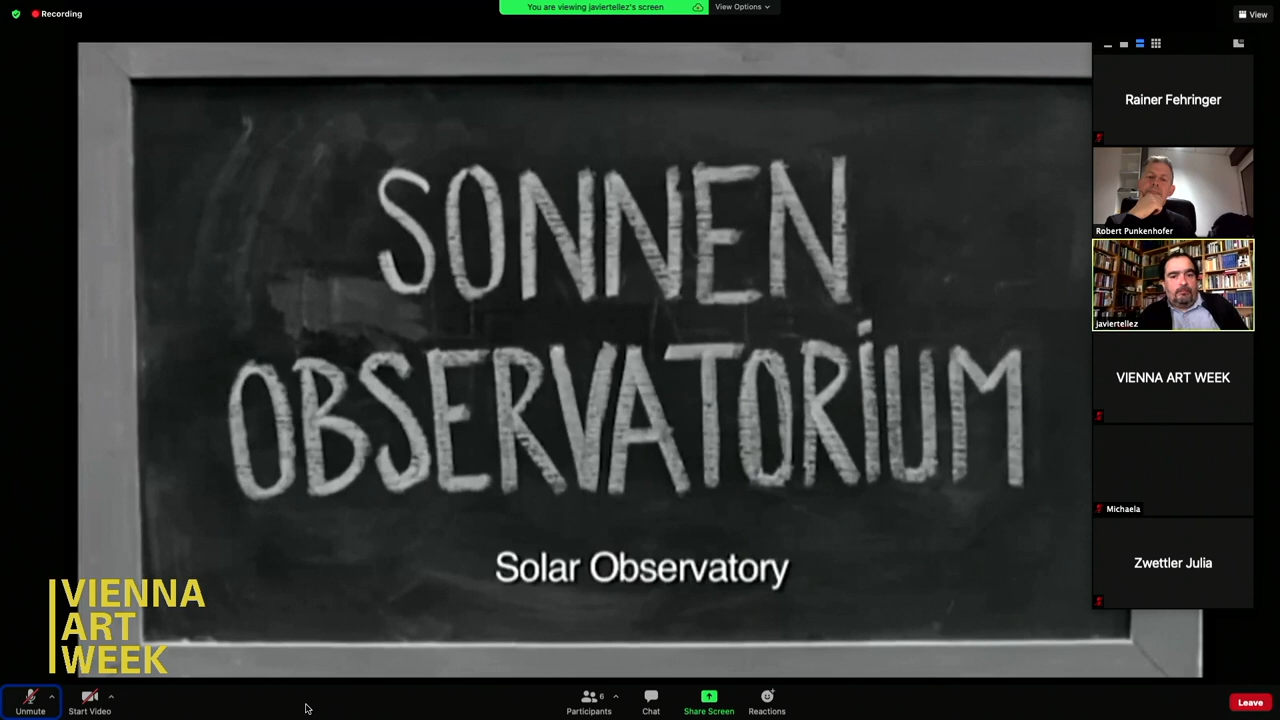 Recording
You are viewing javiertellez's screen
View Options
View
Rainer Fehringer
Robert Punkenhofer
Javiertellez
VIENNA ART WEEK
Michaela
Zwettler Julia
SONNEN
OBSERVATORIUM
Solar Observatory
VIENNA
ART
WEEK
Unmute
Start Video
Participants
6
Chat
Share Screen
Reactions
Leave